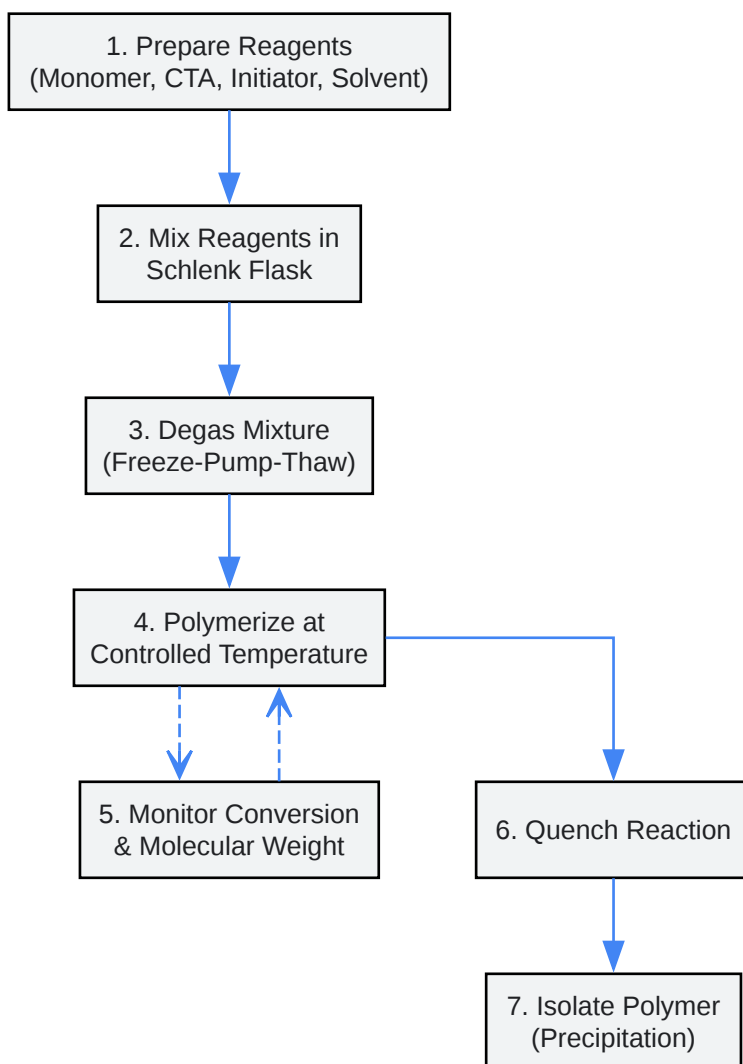 1. Prepare Reagents
(Monomer, CTA, Initiator, Solvent)
2. Mix Reagents in
Schlenk Flask
3. Degas Mixture
(Freeze-Pump-Thaw)
4. Polymerize at
Controlled Temperature
5. Monitor Conversion
& Molecular Weight
6. Quench Reaction
7. Isolate Polymer
(Precipitation)